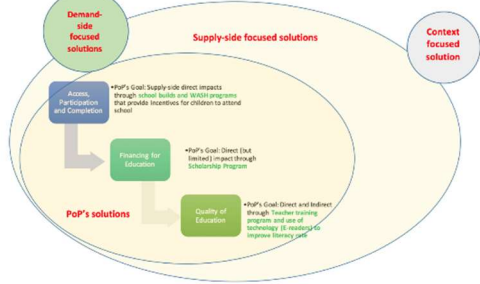 Demand-
side
focused
solutions
Supply-side focused solutions
Context
focused
solution
Access,
Participation
and Completion
•PoP's Goal: Supply-side direct impacts
through school builds and WASH programs
that provide incentives for children to attend
school
Financing for
Education
•PoP's Goal: Direct (but
limited) impact through
Scholarship Program
PoP's solutions
Quality of
Education
•PoP's Goal: Direct and Indirect
through Teacher training
program and use of
technology (E-readers) to
improve literacy rate